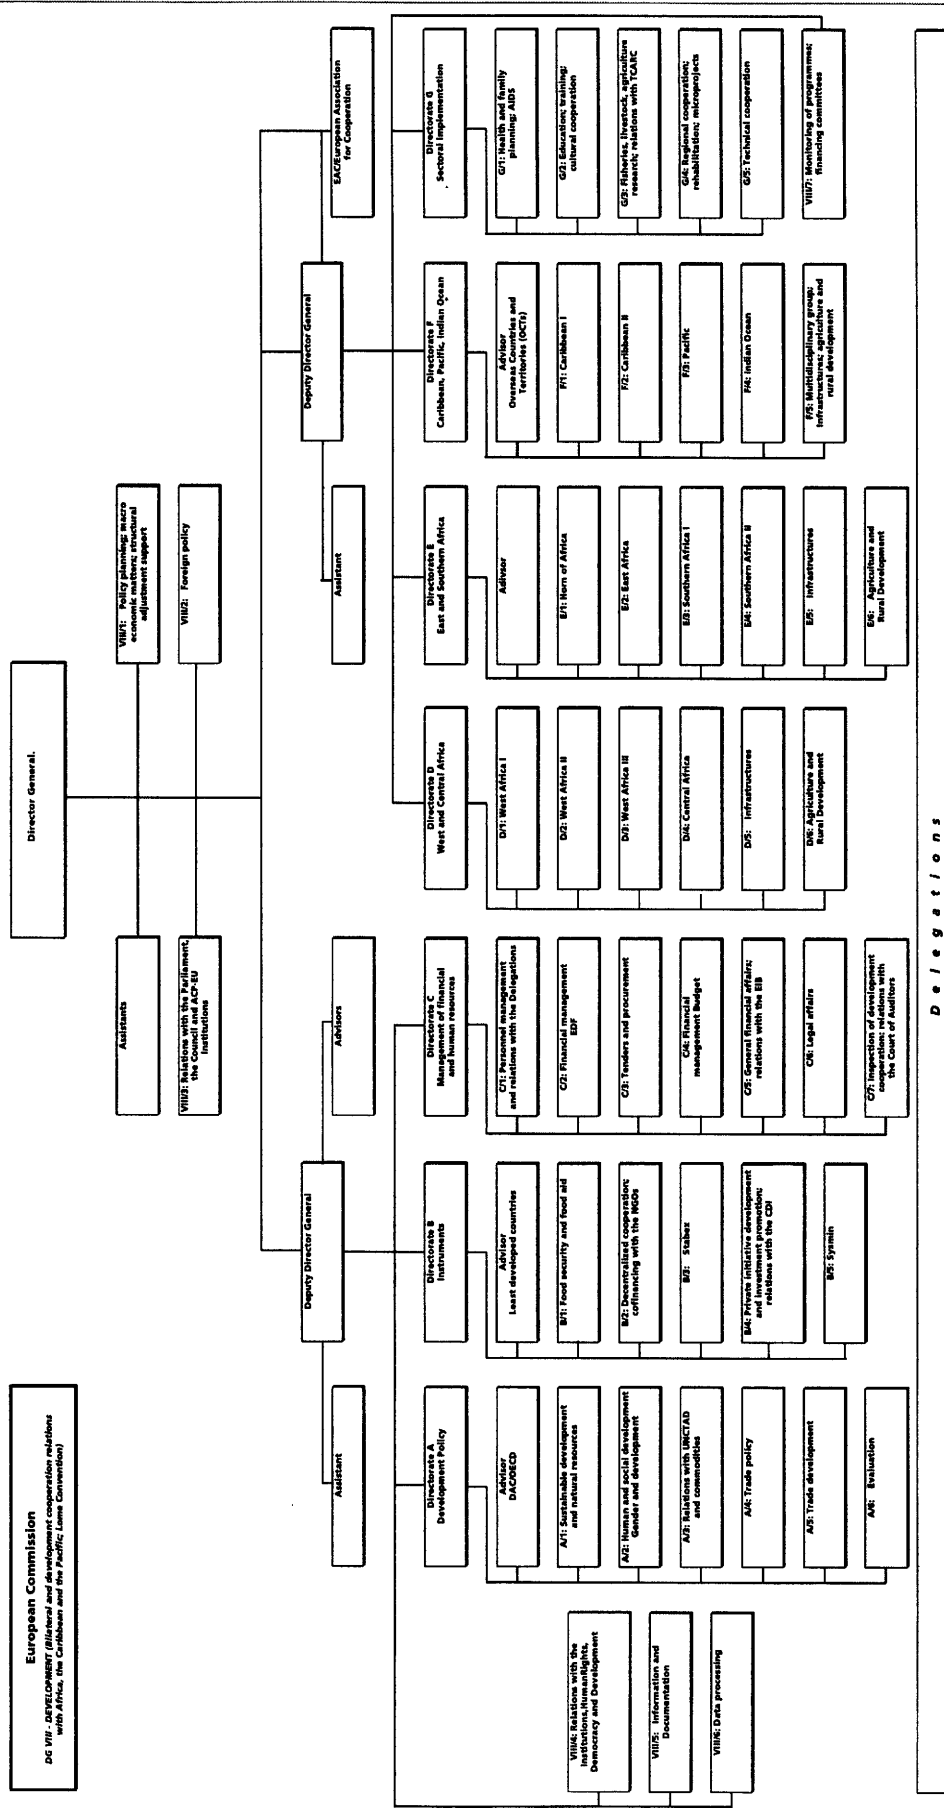 European Commission
DG VIII - DEVELOPMENT (Bilateral and development cooperation relations
with Africa, the Caribbean and the Pacific; Lome Convention)
Director General.
Assistants
VIII/1: Policy planning; macro
economic matters; structural
adjustment support
VIII/3: Relations with the Parliament,
the Council and ACP-EU
Institutions
VIII/2: Foreign policy
Deputy Director General
Deputy Director General
Assistant
Advisors
Assistant
EAC/European Association
for Cooperation
Directorate A
Development Policy
Advisor
DAC/OECD
A/1: Sustainable development
and natural resources
A/2: Human and social development
Gender and development
A/3: Relations with UNCTAD
and commodities
A/4: Trade policy
A/5: Trade development
A/6: Evaluation
VIII/4: Relations with the
Institutions,HumanRights,
Democracy and Development
VIII/5: Information and
Documentation
VIII/6: Data processing
Directorate B
Instruments
Advisor
Least developed countries
B/1: Food security and food aid
B/2: Decentralized cooperation;
cofinancing with the NGOs
B/3: Stabex
B/4: Private initiative development
and investment promotion;
relations with the CDI
B/5: Sysmin
Directorate C
Management of financial
and human resources
C/1: Personnel management
and relations with the Delegations
C/2: Financial management
EDF
C/3: Tenders and procurement
C/4: Financial
management Budget
C/5: General financial affairs;
relations with the EIB
C/6: Legal affairs
C/7: Inspection of development
cooperation; relations with
the Court of Auditors
Directorate D
West and Central Africa
D/1: West Africa I
D/2: West Africa II
D/3: West Africa III
D/4: Central Africa
D/5: Infrastructures
D/6: Agriculture and
Rural Development
Directorate E
East and Southern Africa
Adivsor
E/1: Horn of Africa
E/2: East Africa
E/3: Southern Africa I
E/4: Southern Africa II
E/5: Infrastructures
E/6: Agriculture and
Rural Development
Directorate F
Caribbean, Pacific, Indian Ocean
Advisor
Overseas Countries and
Territories (OCTs)
F/1: Caribbean I
F/2: Caribbean II
F/3: Pacific
F/4: Indian Ocean
F/5: Multidisciplinary group;
infrastructures; agriculture and
rural development
Directorate G
Sectoral Implementation
G/1: Health and family
planning; AIDS
G/2: Education; training;
cultural cooperation
G/3: Fisheries, livestock, agriculture
research; relations with TCARC
G/4: Regional cooperation;
rehabilitation; microprojects
G/5: Technical cooperation
VIII/7: Monitoring of programmes;
financing committees
Delegations